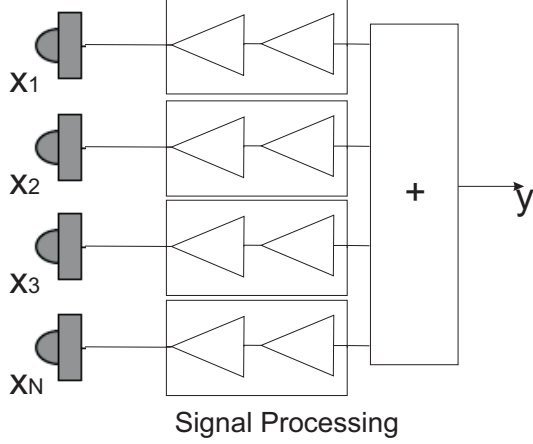 x1
x2
+
y
x3
xN
Signal Processing